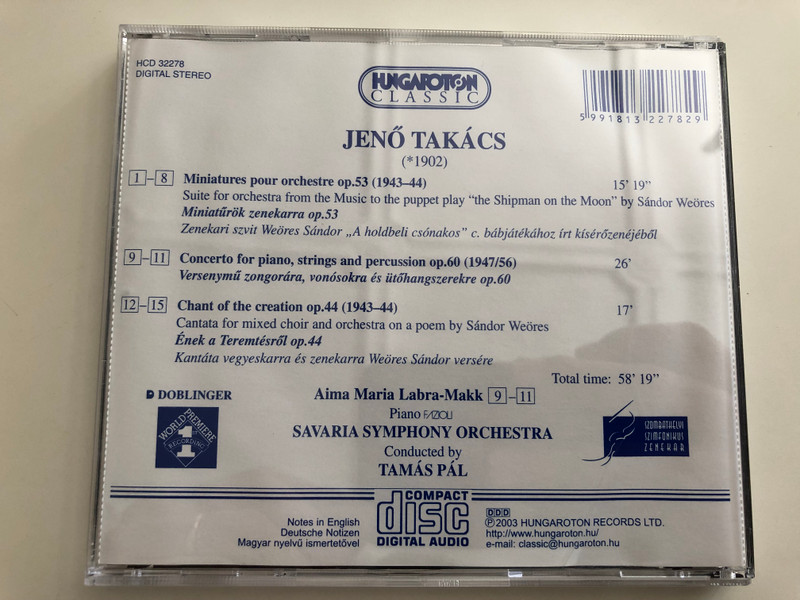 HCD 32278
DIGITAL STEREO
HUNGAROTON
CLASSIC
5 991813 227829
JENŐ TAKÁCS
(*1902)
1 – 8 Miniatures pour orchestre op.53 (1943–44) 15' 19"
Suite for orchestra from the Music to the puppet play “the Shipman on the Moon” by Sándor Weöres
Miniatűrök zenekarra op.53
Zenekari szvit Weöres Sándor „A holdbeli csónakos” c. bábjátékához írt kísérőzenéjéből
9 – 11 Concerto for piano, strings and percussion op.60 (1947/56) 26'
Versenymű zongorára, vonósokra és ütőhangszerekre op.60
12 – 15 Chant of the creation op.44 (1943–44) 17'
Cantata for mixed choir and orchestra on a poem by Sándor Weöres
Ének a Teremtésről op.44
Kantáta vegyeskarra és zenekarra Weöres Sándor versére
Total time: 58' 19"
DOBLINGER
WORLD PREMIERE
1
RECORDING
Aima Maria Labra-Makk 9 – 11
Piano FAZIOLI
SAVARIA SYMPHONY ORCHESTRA
Conducted by
TAMÁS PÁL
SZOMBATHELYI
SZIMFONIKUS
ZENEKAR
Notes in English
Deutsche Notizen
Magyar nyelvű ismertetővel
COMPACT
disc
DIGITAL AUDIO
DDD
℗2003 HUNGAROTON RECORDS LTD.
http://www.hungaroton.hu/
e-mail: classic@hungaroton.hu